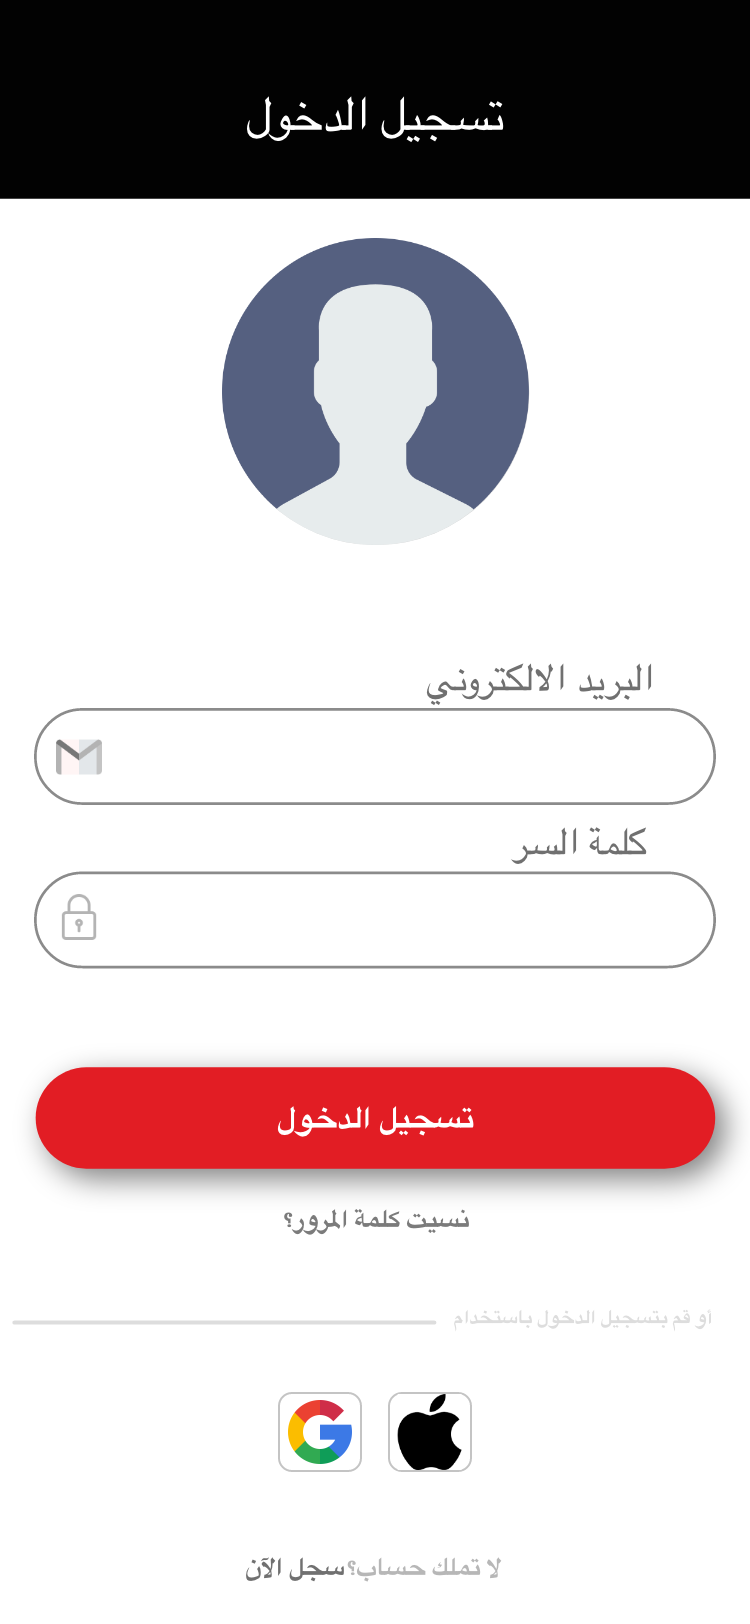 تسجيل الدخول
البريد الالكتروني
كلمة السر
تسجيل الدخول
نسيت كلمة المرور؟
أو قم بتسجيل الدخول باستخدام
لا تملك حساب؟سجل الآن